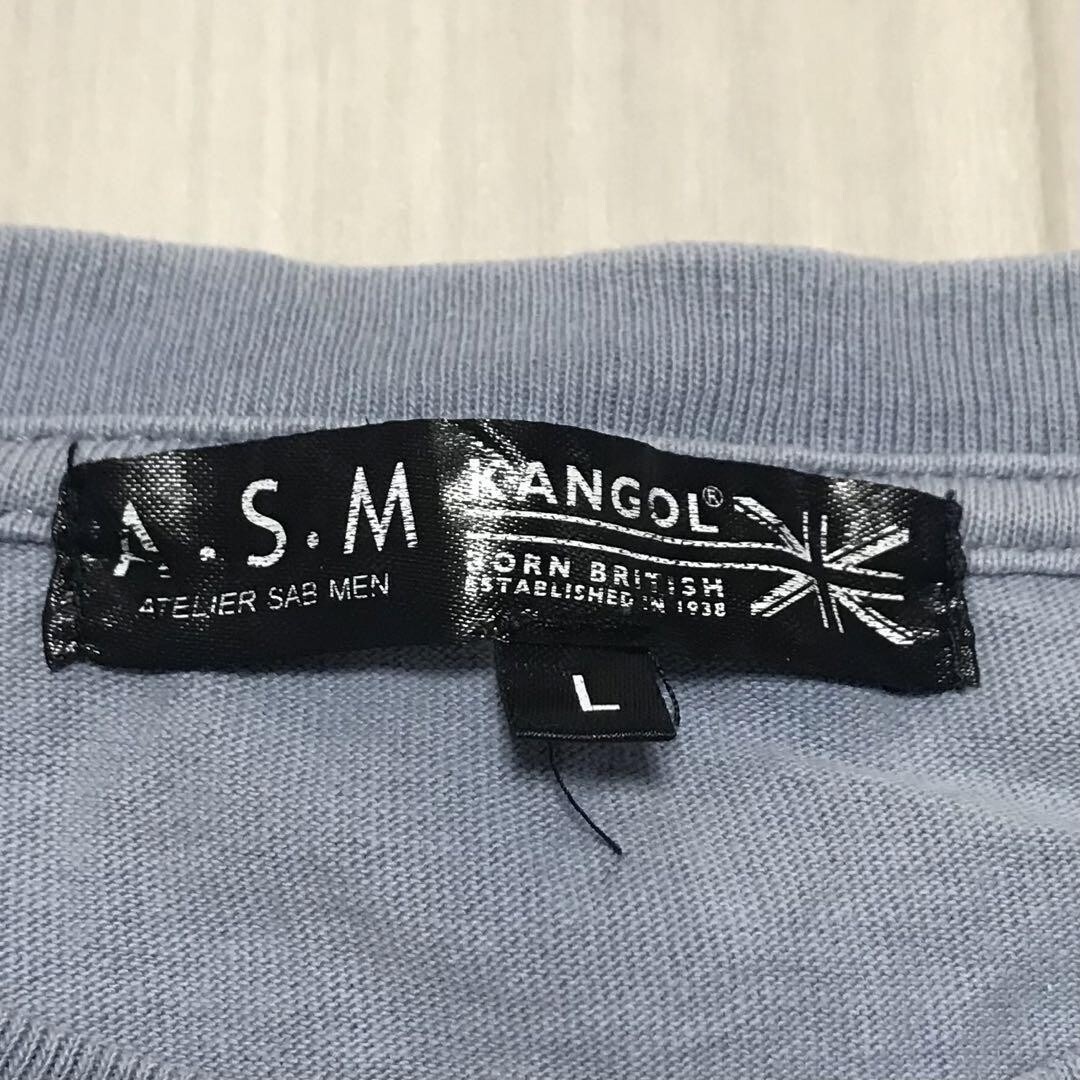 A.S.M
ATELIER SAB MEN
KANGOL®
BORN BRITISH
ESTABLISHED IN 1938
L